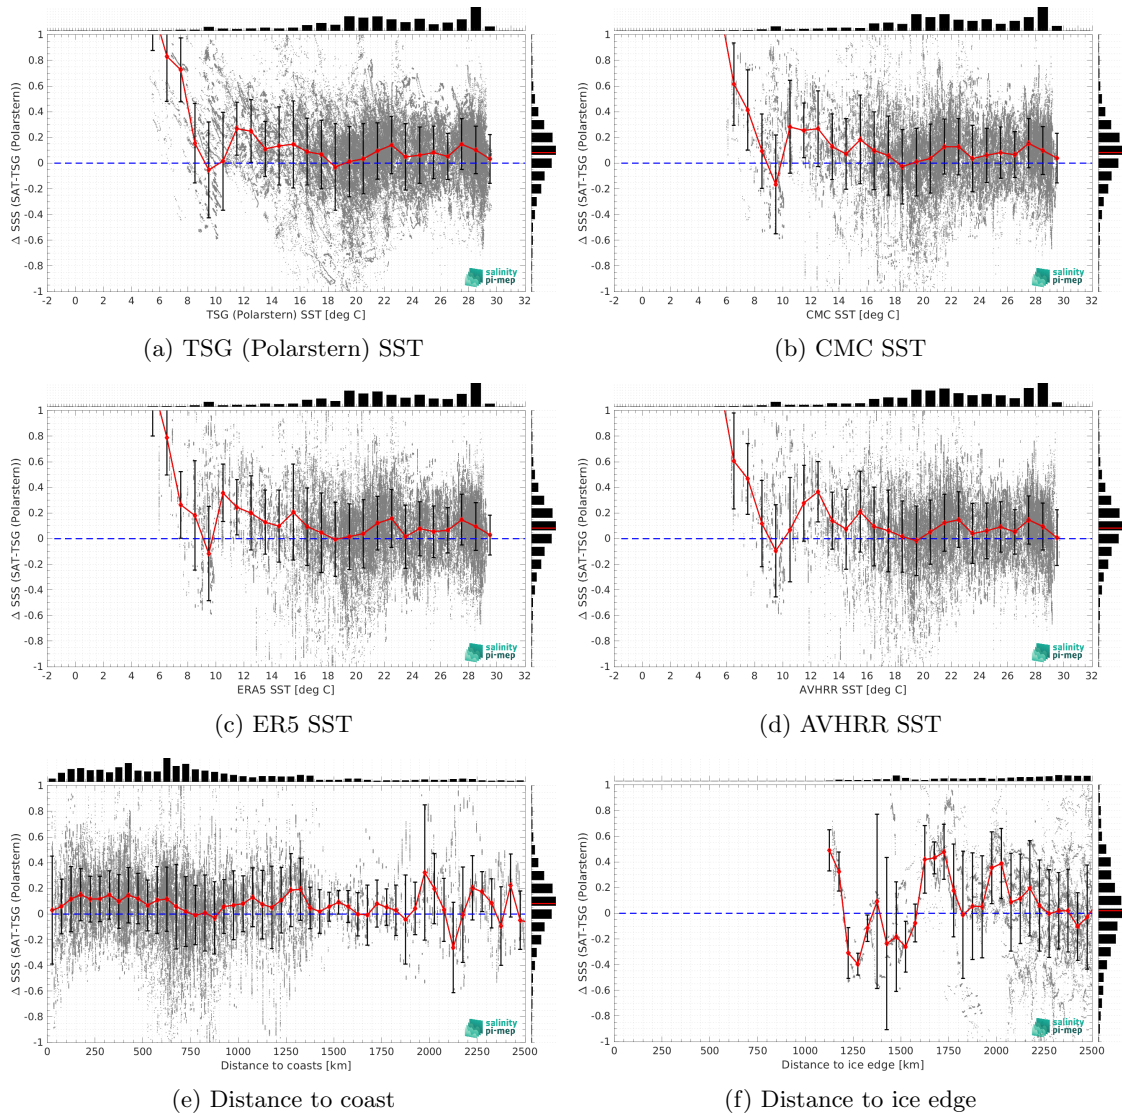 1
0.8
0.6
0.4
0.2
0
-0.2
-0.4
-0.6
-0.8
-1
Δ SSS (SAT-TSG (Polarstern))
salinity
pi-mep
-2 0 2 4 6 8 10 12 14 16 18 20 22 24 26 28 30 32
TSG (Polarstern) SST [deg C]
(a) TSG (Polarstern) SST
1
0.8
0.6
0.4
0.2
0
-0.2
-0.4
-0.6
-0.8
-1
Δ SSS (SAT-TSG (Polarstern))
salinity
pi-mep
-2 0 2 4 6 8 10 12 14 16 18 20 22 24 26 28 30 32
CMC SST [deg C]
(b) CMC SST
1
0.8
0.6
0.4
0.2
0
-0.2
-0.4
-0.6
-0.8
-1
Δ SSS (SAT-TSG (Polarstern))
salinity
pi-mep
-2 0 2 4 6 8 10 12 14 16 18 20 22 24 26 28 30 32
ERA5 SST [deg C]
(c) ER5 SST
1
0.8
0.6
0.4
0.2
0
-0.2
-0.4
-0.6
-0.8
-1
Δ SSS (SAT-TSG (Polarstern))
salinity
pi-mep
-2 0 2 4 6 8 10 12 14 16 18 20 22 24 26 28 30 32
AVHRR SST [deg C]
(d) AVHRR SST
1
0.8
0.6
0.4
0.2
0
-0.2
-0.4
-0.6
-0.8
-1
Δ SSS (SAT-TSG (Polarstern))
salinity
pi-mep
0 250 500 750 1000 1250 1500 1750 2000 2250 2500
Distance to coasts [km]
(e) Distance to coast
1
0.8
0.6
0.4
0.2
0
-0.2
-0.4
-0.6
-0.8
-1
Δ SSS (SAT-TSG (Polarstern))
salinity
pi-mep
0 250 500 750 1000 1250 1500 1750 2000 2250 2500
Distance to ice edge [km]
(f) Distance to ice edge